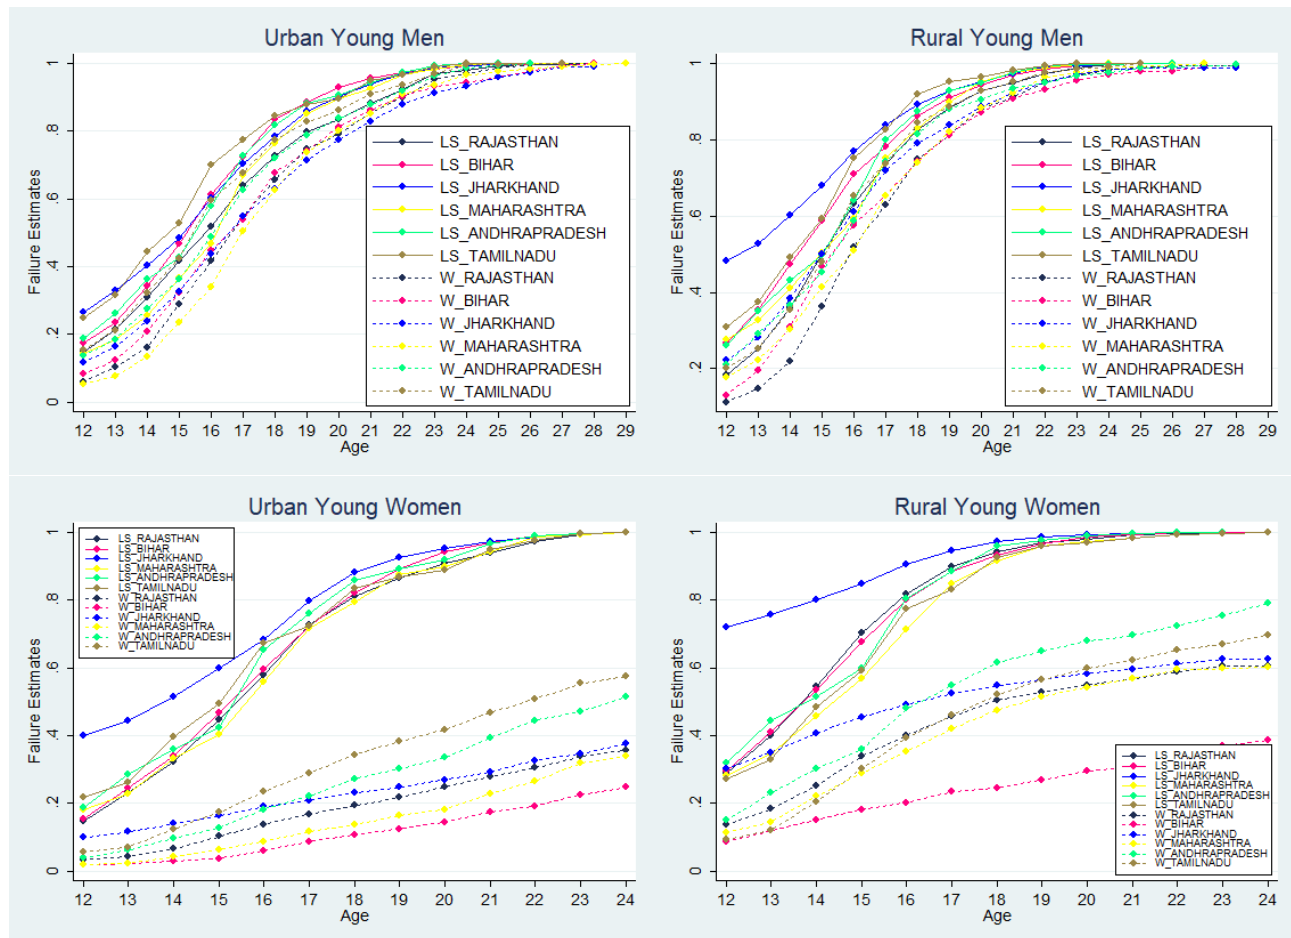 Urban Young Men
Failure Estimates
1
.8
.6
.4
.2
0
LS_RAJASTHAN
LS_BIHAR
LS_JHARKHAND
LS_MAHARASHTRA
LS_ANDHRAPRADESH
LS_TAMILNADU
W_RAJASTHAN
W_BIHAR
W_JHARKHAND
W_MAHARASHTRA
W_ANDHRAPRADESH
W_TAMILNADU
12 13 14 15 16 17 18 19 20 21 22 23 24 25 26 27 28 29
Age
Rural Young Men
Failure Estimates
1
.8
.6
.4
.2
LS_RAJASTHAN
LS_BIHAR
LS_JHARKHAND
LS_MAHARASHTRA
LS_ANDHRAPRADESH
LS_TAMILNADU
W_RAJASTHAN
W_BIHAR
W_JHARKHAND
W_MAHARASHTRA
W_ANDHRAPRADESH
W_TAMILNADU
12 13 14 15 16 17 18 19 20 21 22 23 24 25 26 27 28 29
Age
Urban Young Women
Failure Estimates
1
.8
.6
.4
.2
0
LS_RAJASTHAN
LS_BIHAR
LS_JHARKHAND
LS_MAHARASHTRA
LS_ANDHRAPRADESH
LS_TAMILNADU
W_RAJASTHAN
W_BIHAR
W_JHARKHAND
W_MAHARASHTRA
W_ANDHRAPRADESH
W_TAMILNADU
12 13 14 15 16 17 18 19 20 21 22 23 24
Age
Rural Young Women
Failure Estimates
1
.8
.6
.4
.2
0
LS_RAJASTHAN
LS_BIHAR
LS_JHARKHAND
LS_MAHARASHTRA
LS_ANDHRAPRADESH
LS_TAMILNADU
W_RAJASTHAN
W_BIHAR
W_JHARKHAND
W_MAHARASHTRA
W_ANDHRAPRADESH
W_TAMILNADU
12 13 14 15 16 17 18 19 20 21 22 23 24
Age